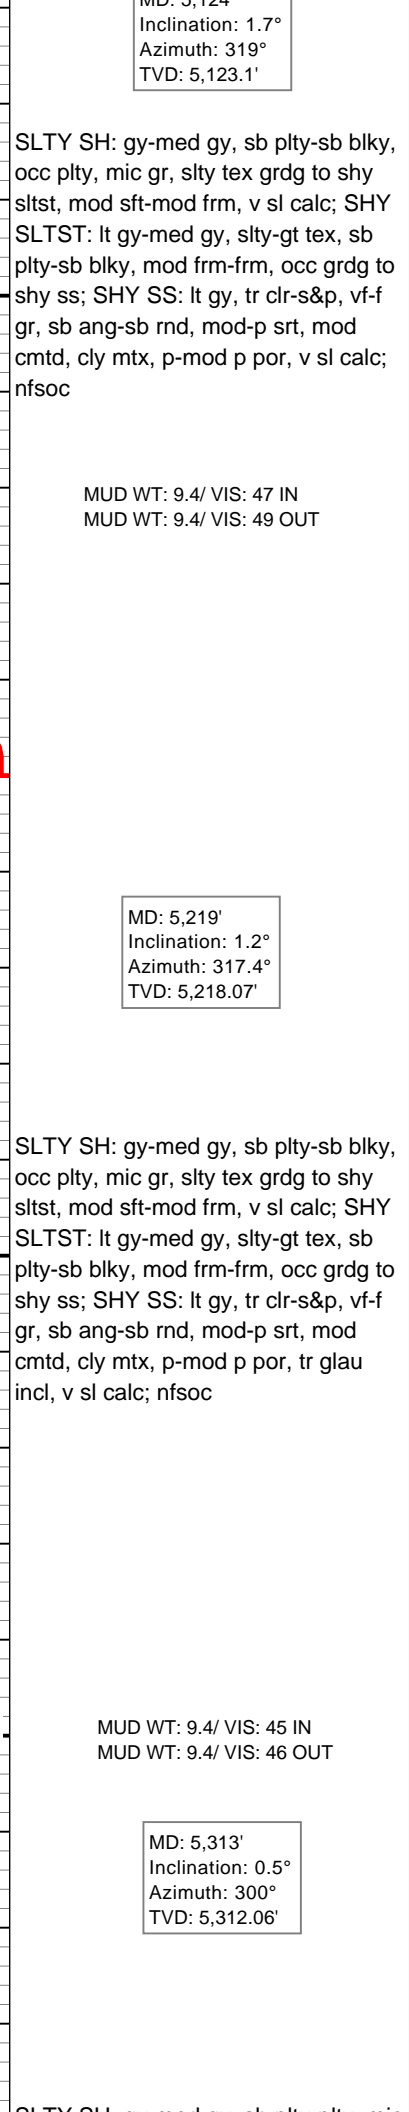 MD: 5,124'
Inclination: 1.7°
Azimuth: 319°
TVD: 5,123.1'
SLTY SH: gy-med gy, sb plty-sb blky,
occ plty, mic gr, slty tex grdg to shy
sltst, mod sft-mod frm, v sl calc; SHY
SLTST: lt gy-med gy, slty-gt tex, sb
plty-sb blky, mod frm-frm, occ grdg to
shy ss; SHY SS: lt gy, tr clr-s&p, vf-f
gr, sb ang-sb rnd, mod-p srt, mod
cmtd, cly mtx, p-mod p por, v sl calc;
nfsoc
MUD WT: 9.4/ VIS: 47 IN
MUD WT: 9.4/ VIS: 49 OUT
MD: 5,219'
Inclination: 1.2°
Azimuth: 317.4°
TVD: 5,218.07'
SLTY SH: gy-med gy, sb plty-sb blky,
occ plty, mic gr, slty tex grdg to shy
sltst, mod sft-mod frm, v sl calc; SHY
SLTST: lt gy-med gy, slty-gt tex, sb
plty-sb blky, mod frm-frm, occ grdg to
shy ss; SHY SS: lt gy, tr clr-s&p, vf-f
gr, sb ang-sb rnd, mod-p srt, mod
cmtd, cly mtx, p-mod p por, tr glau
incl, v sl calc; nfsoc
MUD WT: 9.4/ VIS: 45 IN
MUD WT: 9.4/ VIS: 46 OUT
MD: 5,313'
Inclination: 0.5°
Azimuth: 300°
TVD: 5,312.06'